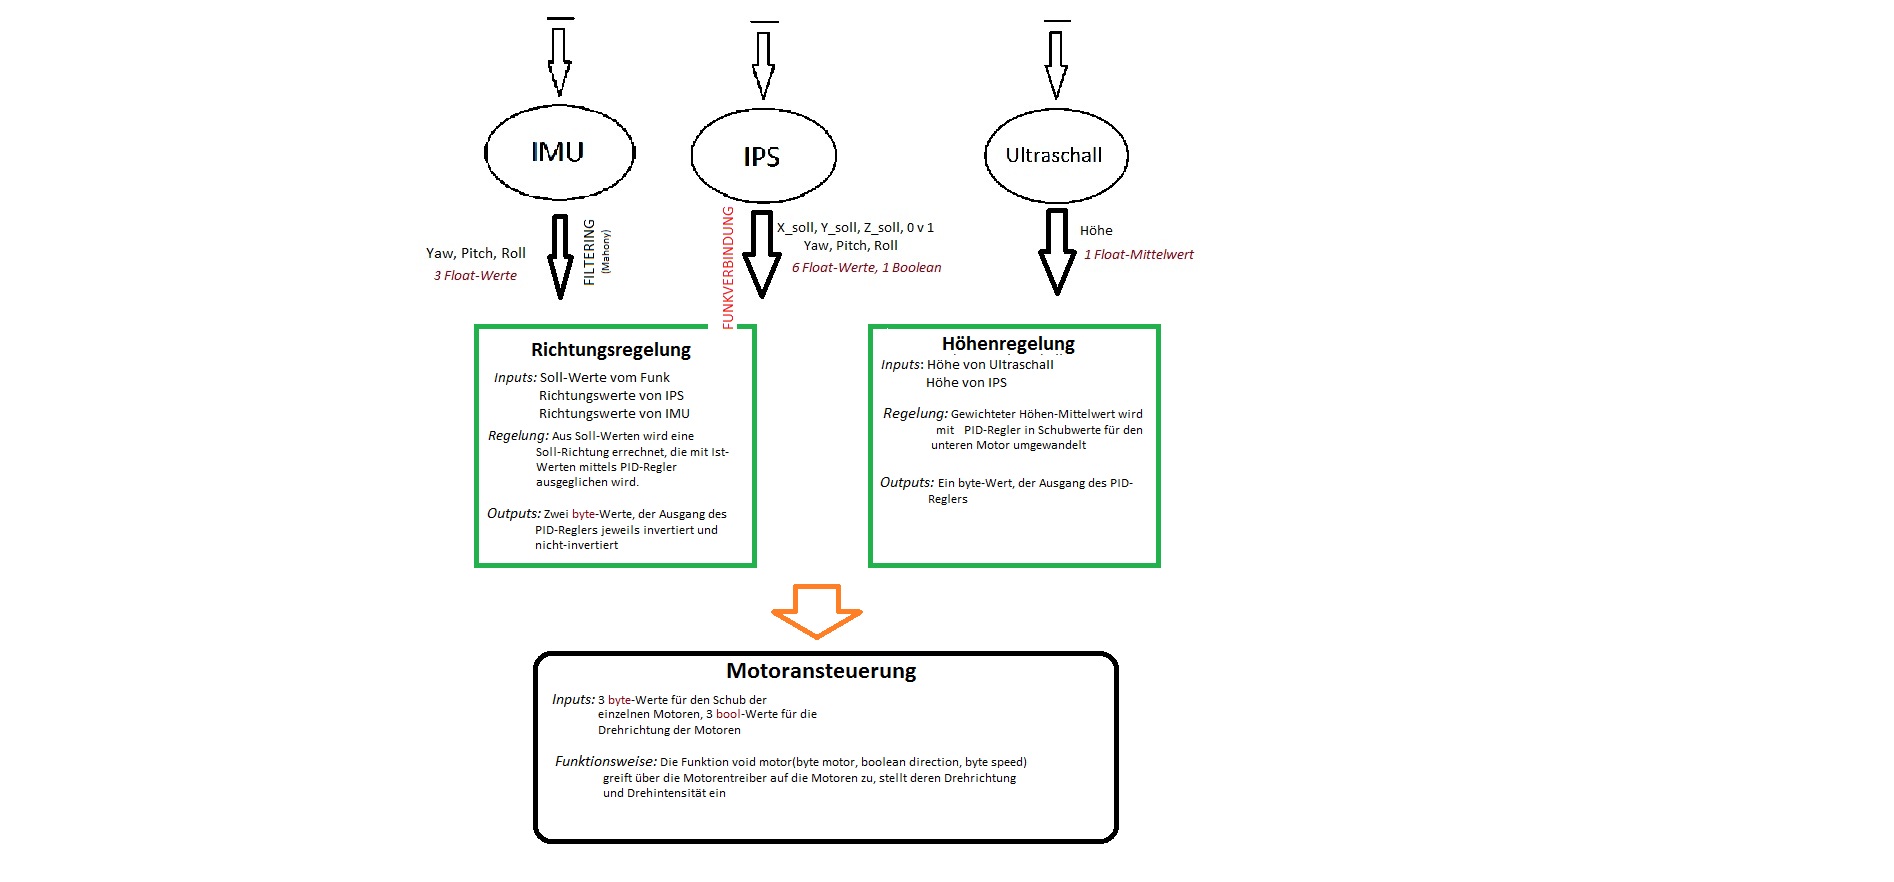 IMU
IPS
Ultraschall
Yaw, Pitch, Roll
3 Float-Werte
FILTERING
(Mahony)
FUNKVERBINDUNG
X_soll, Y_soll, Z_soll, 0 v 1
Yaw, Pitch, Roll
6 Float-Werte, 1 Boolean
Höhe
1 Float-Mittelwert
Richtungsregelung
Inputs: Soll-Werte vom Funk
Richtungswerte von IPS
Richtungswerte von IMU
Regelung: Aus Soll-Werten wird eine
Soll-Richtung errechnet, die mit Ist-
Werten mittels PID-Regler
ausgeglichen wird.
Outputs: Zwei byte-Werte, der Ausgang des
PID-Reglers jeweils invertiert und
nicht-invertiert
Höhenregelung
Inputs: Höhe von Ultraschall
Höhe von IPS
Regelung: Gewichteter Höhen-Mittelwert wird
mit PID-Regler in Schubwerte für den
unteren Motor umgewandelt
Outputs: Ein byte-Wert, der Ausgang des PID-
Reglers
Motoransteuerung
Inputs: 3 byte-Werte für den Schub der
einzelnen Motoren, 3 bool-Werte für die
Drehrichtung der Motoren
Funktionsweise: Die Funktion void motor(byte motor, boolean direction, byte speed)
greift über die Motorentreiber auf die Motoren zu, stellt deren Drehrichtung
und Drehintensität ein